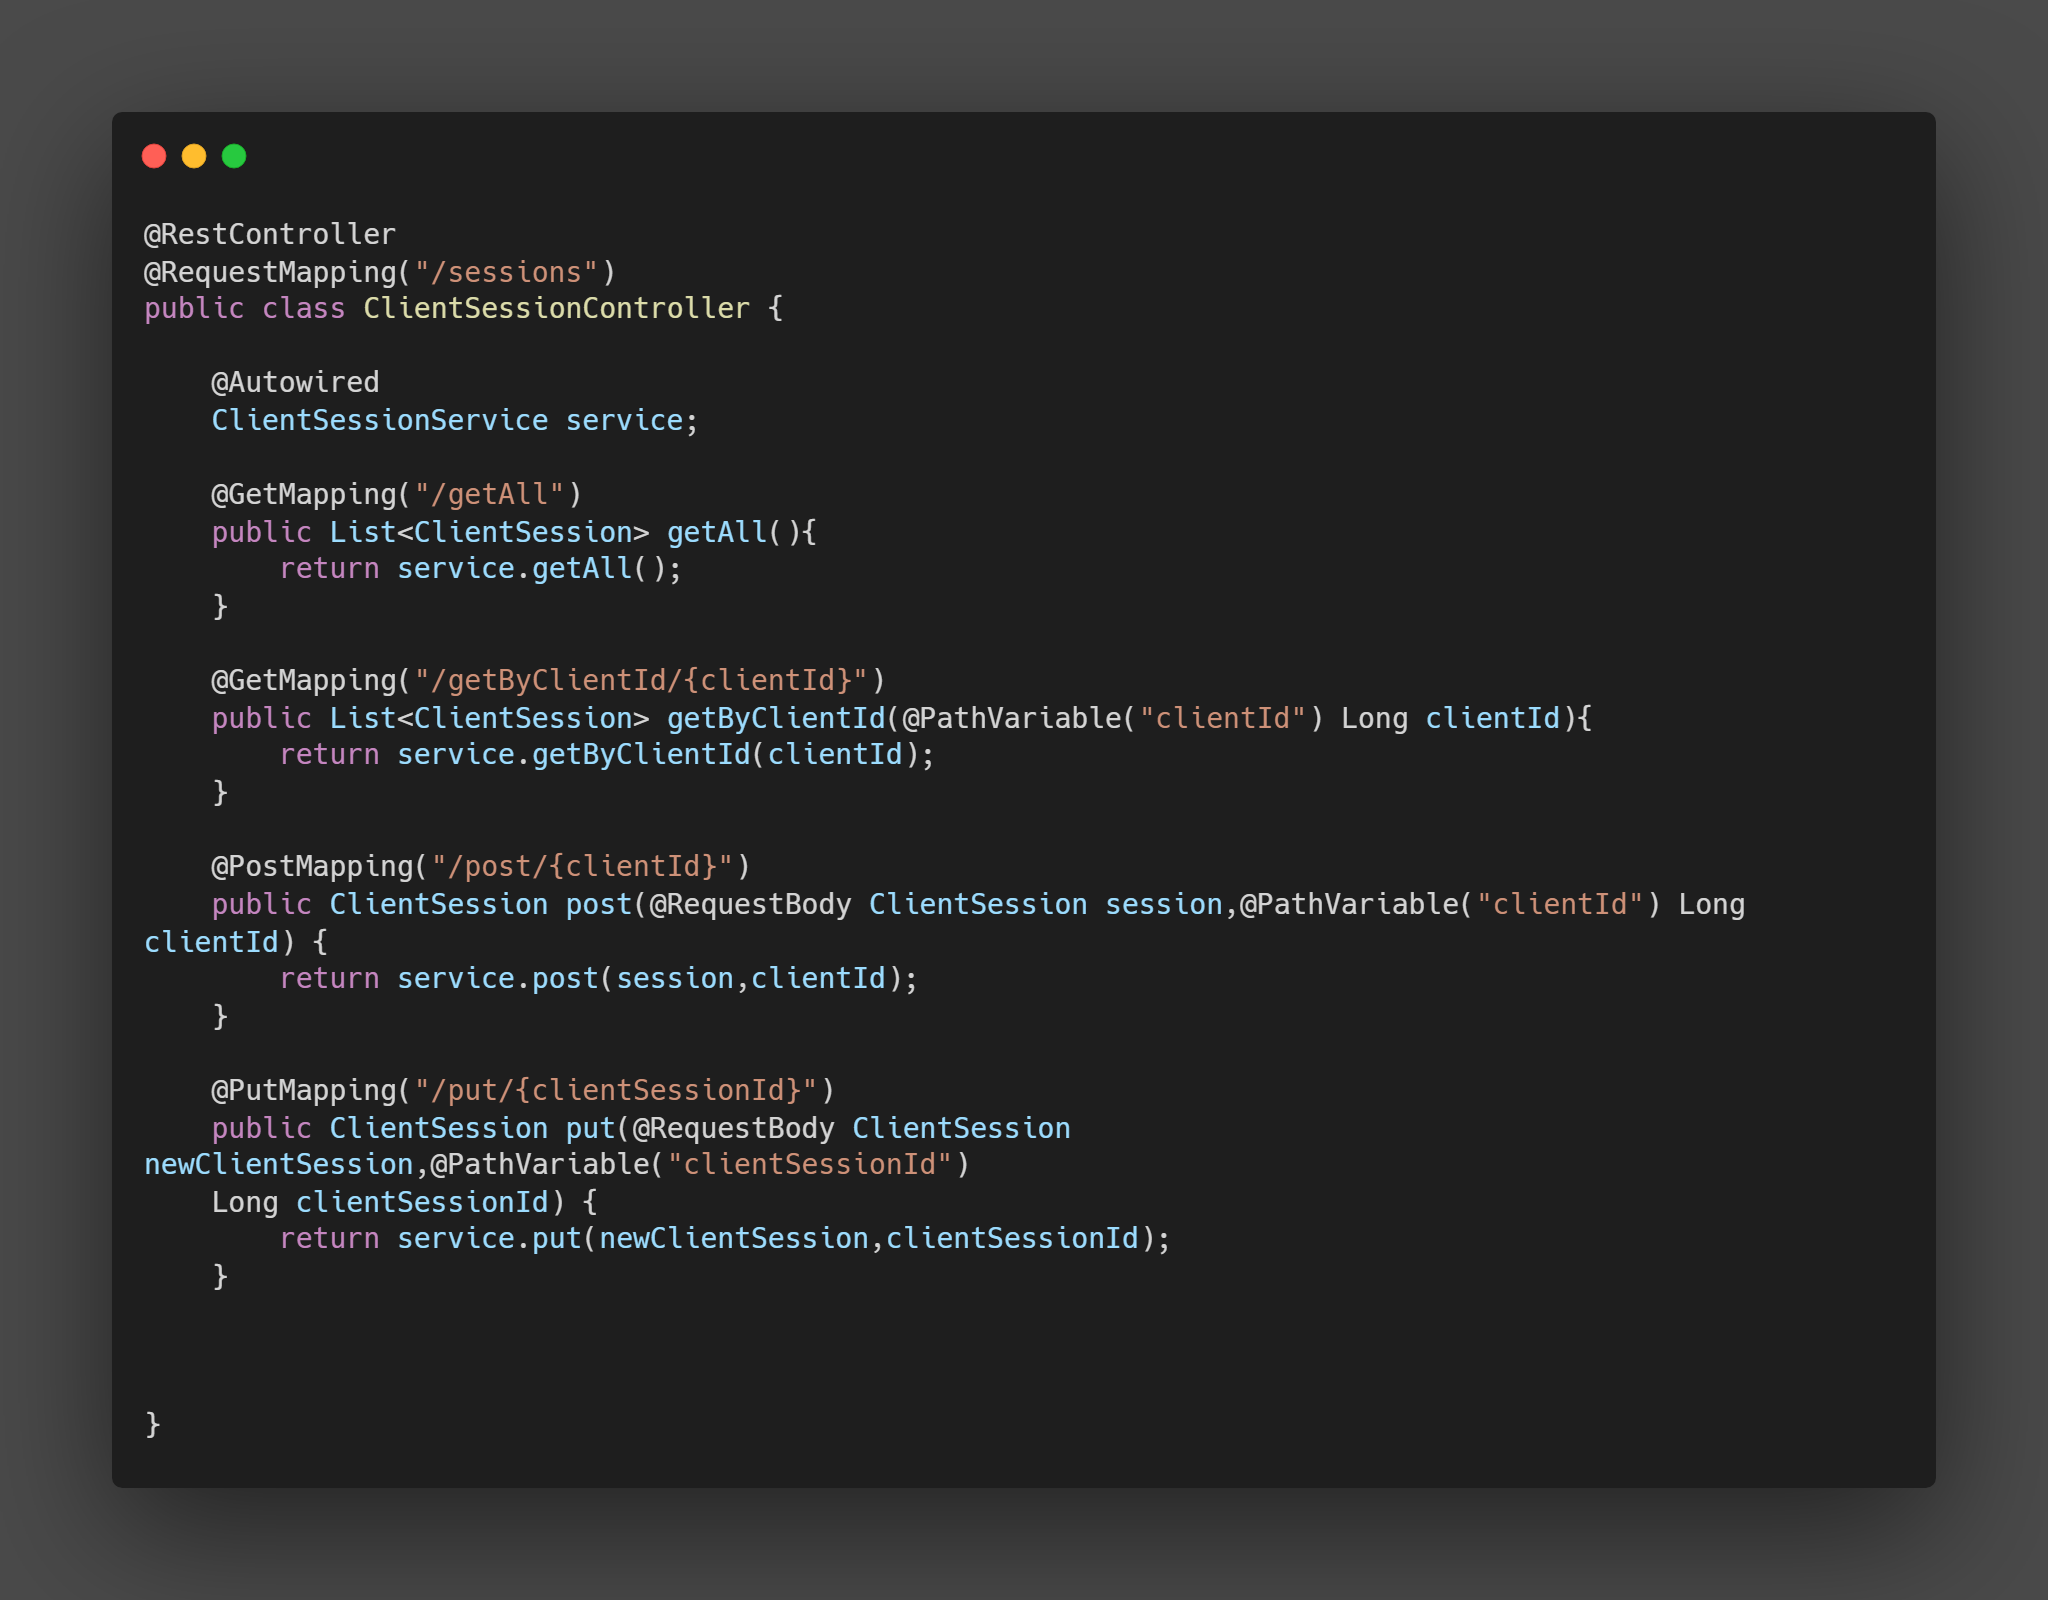 @RestController
@RequestMapping("/sessions")
public class ClientSessionController {
@Autowired
ClientSessionService service;
@GetMapping("/getAll")
public List<ClientSession> getAll(){
return service.getAll();
}
@GetMapping("/getByClientId/{clientId}")
public List<ClientSession> getByClientId(@PathVariable("clientId") Long clientId){
return service.getByClientId(clientId);
}
@PostMapping("/post/{clientId}")
public ClientSession post(@RequestBody ClientSession session,@PathVariable("clientId") Long
clientId) {
return service.post(session,clientId);
}
@PutMapping("/put/{clientSessionId}")
public ClientSession put(@RequestBody ClientSession
newClientSession,@PathVariable("clientSessionId")
Long clientSessionId) {
return service.put(newClientSession,clientSessionId);
}
}